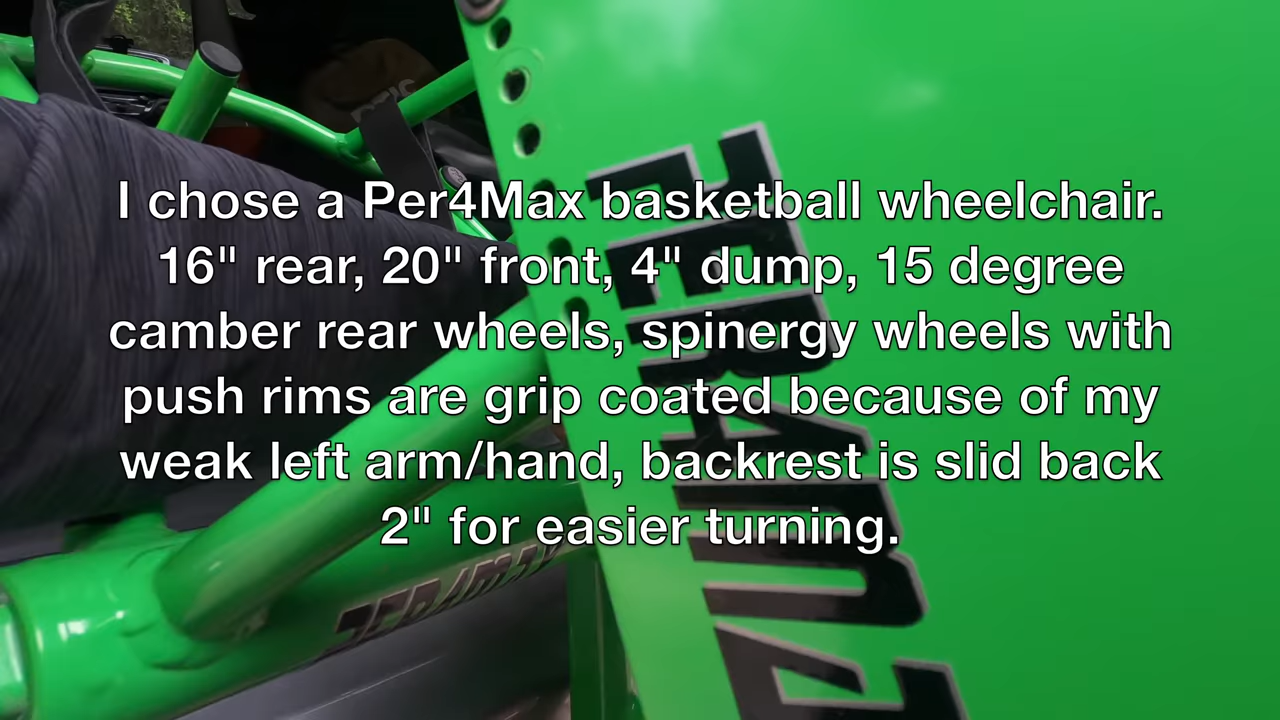 I chose a Per4Max basketball wheelchair.
16" rear, 20" front, 4" dump, 15 degree
camber rear wheels, spinergy wheels with
push rims are grip coated because of my
weak left arm/hand, backrest is slid back
2" for easier turning.
PER4MAX
PER4MAX